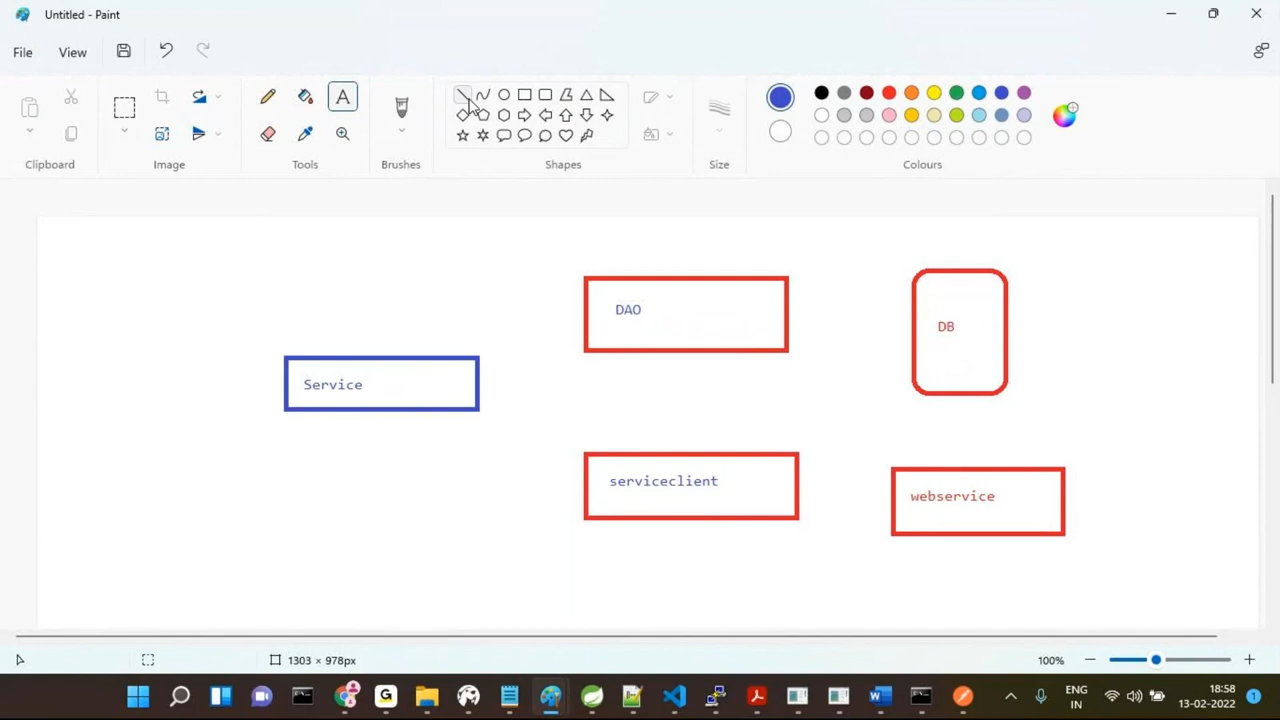 Untitled - Paint
File
View
Clipboard
Image
Tools
Brushes
Shapes
Size
Colours
DAO
DB
Service
serviceclient
webservice
1303 × 978px
100%
ENG
IN
18:58
13-02-2022
1